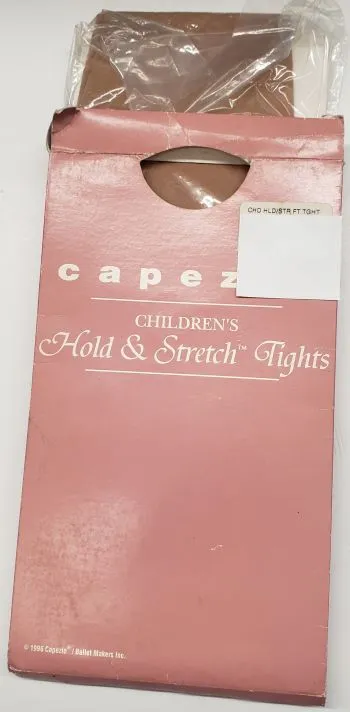 CHD HLD/STR FT TGHT
capez
CHILDREN'S
Hold & Stretch™ Tights
© 1996 Capezio® / Ballet Makers Inc.